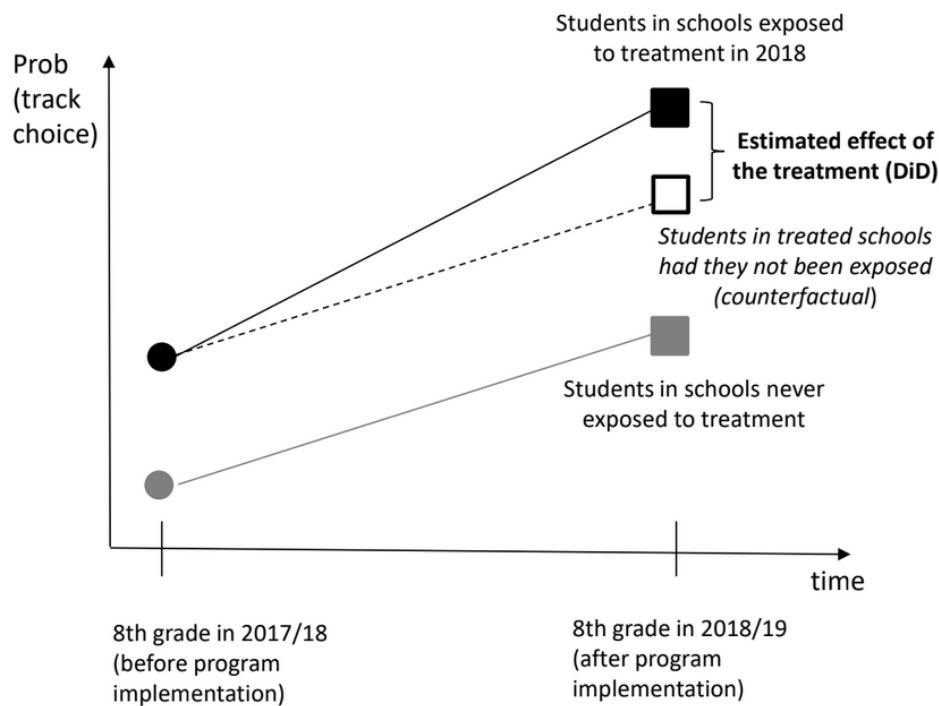 Students in schools exposed
to treatment in 2018
Prob
(track
choice)
Estimated effect of
the treatment (DiD)
Students in treated schools
had they not been exposed
(counterfactual)
Students in schools never
exposed to treatment
time
8th grade in 2017/18
(before program
implementation)
8th grade in 2018/19
(after program
implementation)